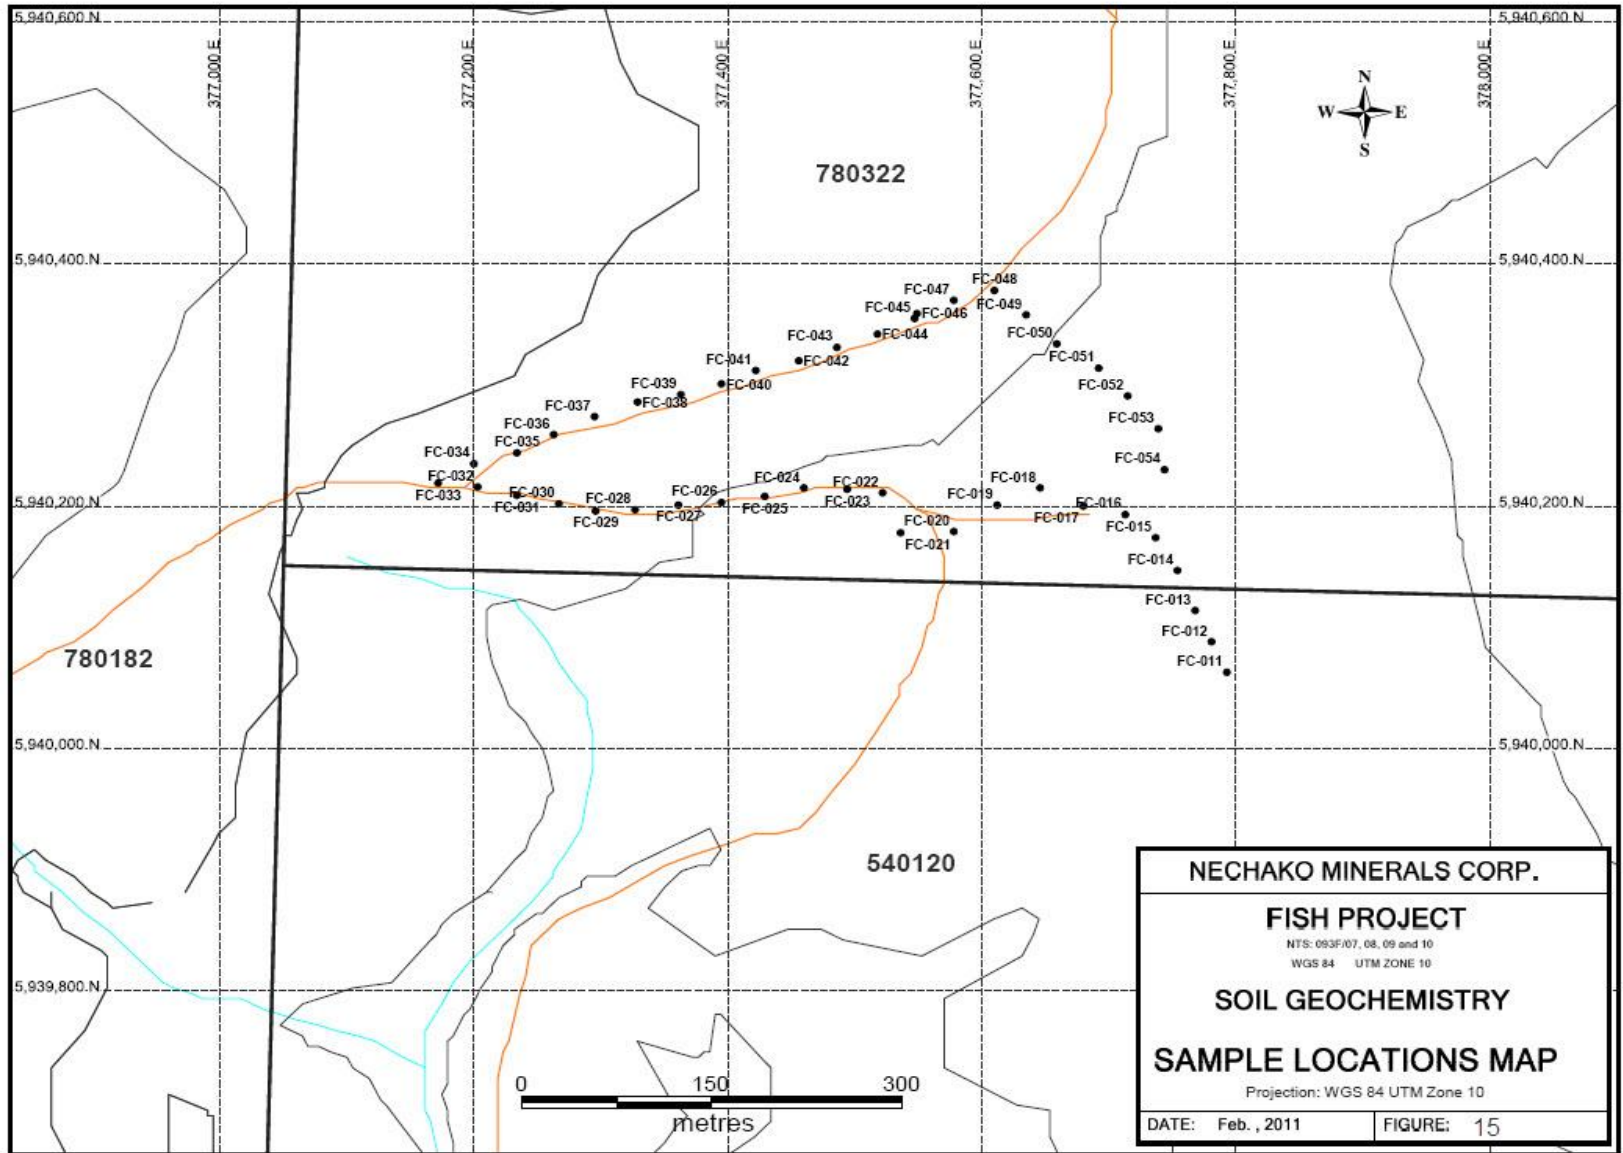 5,940,600 N
5,940,600 E
377,000 E
377,200 E
377,400 E
377,600 E
377,800 E
378,000 E
N
W E
S
780322
5,940,400 N
5,940,400 N
FC-048
FC-047
FC-049
FC-045
FC-046
FC-050
FC-043
FC-044
FC-051
FC-041
FC-042
FC-052
FC-039
FC-040
FC-053
FC-037
FC-038
FC-036
FC-035
FC-054
FC-034
FC-032
FC-033
FC-030
FC-031
FC-028
FC-029
FC-026
FC-027
FC-024
FC-025
FC-022
FC-023
FC-018
FC-019
FC-016
FC-017
FC-020
FC-021
FC-015
5,940,200 N
5,940,200 N
FC-014
FC-013
FC-012
FC-011
780182
5,940,000 N
5,940,000 N
540120
5,939,800 N
0 150 300
metres
NECHAKO MINERALS CORP.
FISH PROJECT
NTS: 093F/07, 08, 09 and 10
WGS 84 UTM ZONE 10
SOIL GEOCHEMISTRY
SAMPLE LOCATIONS MAP
Projection: WGS 84 UTM Zone 10
DATE: Feb. , 2011
FIGURE: 15